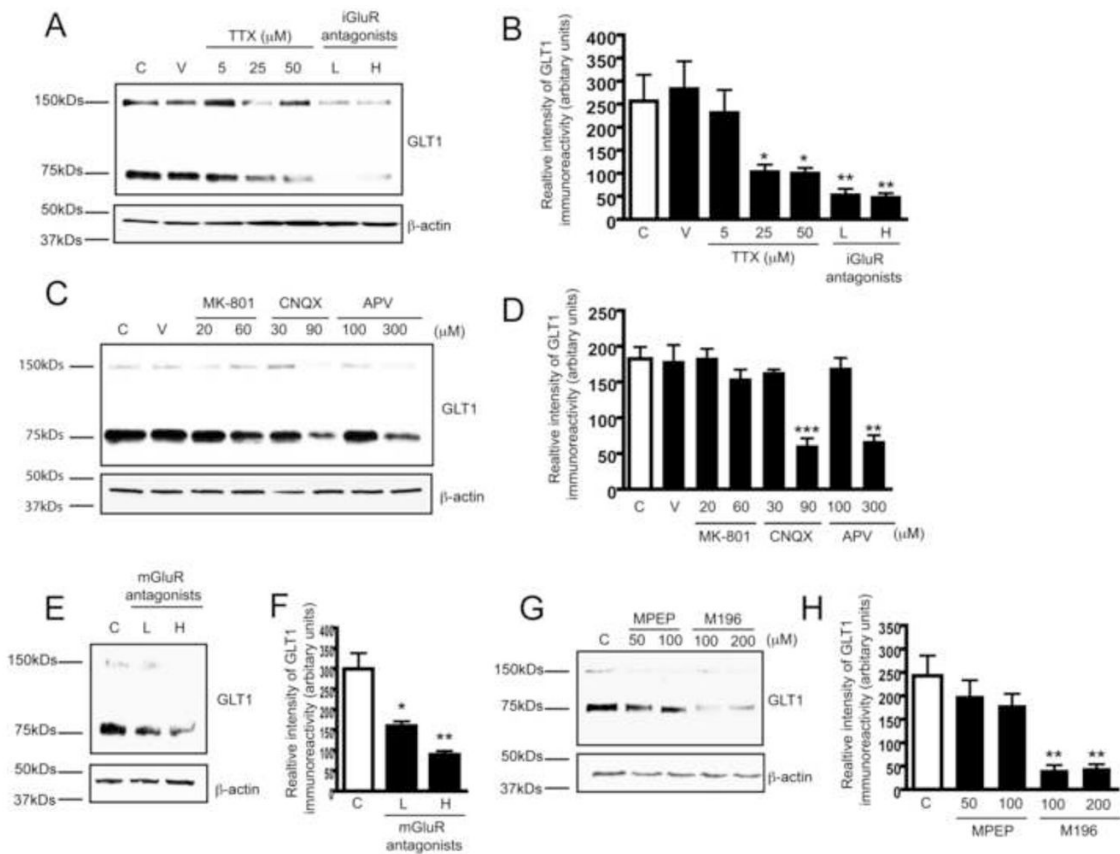 A
TTX (μM)
iGluR
antagonists
C V 5 25 50 L H
150kDs
GLT1
75kDs
50kDs
β-actin
37kDs
B
Realtive intensity of GLT1
immunoreactivity (arbitary units)
400
350
300
250
200
150
100
50
0
* * ** **
C V 5 25 50 L H
TTX (μM)
iGluR
antagonists
C
MK-801 CNQX APV
C V 20 60 30 90 100 300 (μM)
150kDs
GLT1
75kDs
50kDs
β-actin
37kDs
D
Realtive intensity of GLT1
immunoreactivity (arbitary units)
250
200
150
100
50
0
*** **
C V 20 60 30 90 100 300
MK-801 CNQX APV (μM)
E
mGluR
antagonists
C L H
150kDs
GLT1
75kDs
50kDs
β-actin
37kDs
F
Realtive intensity of GLT1
immunoreactivity (arbitary units)
400
350
300
250
200
150
100
50
0
* **
C L H
mGluR
antagonists
G
MPEP M196
C 50 100 100 200 (μM)
150kDs
GLT1
75kDs
50kDs
β-actin
37kDs
H
Realtive intensity of GLT1
immunoreactivity (arbitary units)
350
300
250
200
150
100
50
0
** **
C 50 100 100 200
MPEP M196